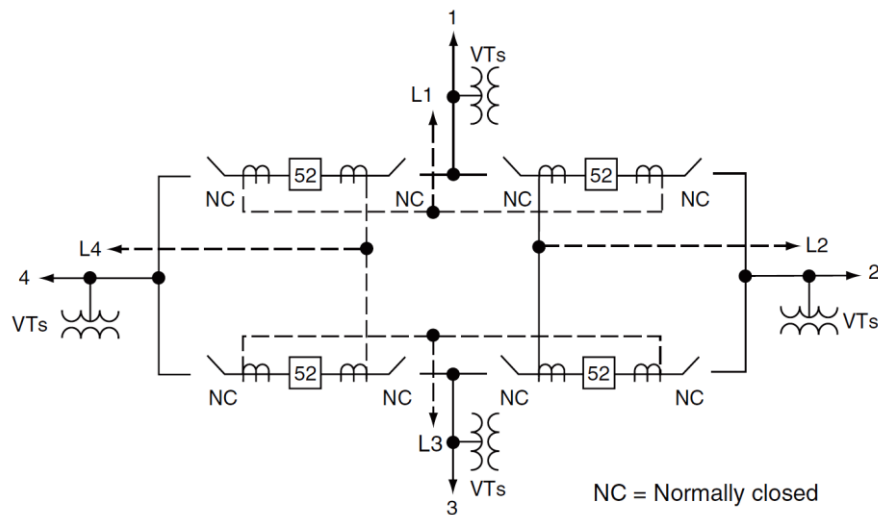 1
VTs
L1
52
52
NC
NC
NC
NC
L4
L2
4
2
VTs
VTs
52
52
NC
NC
NC
NC
L3
VTs
3
NC = Normally closed